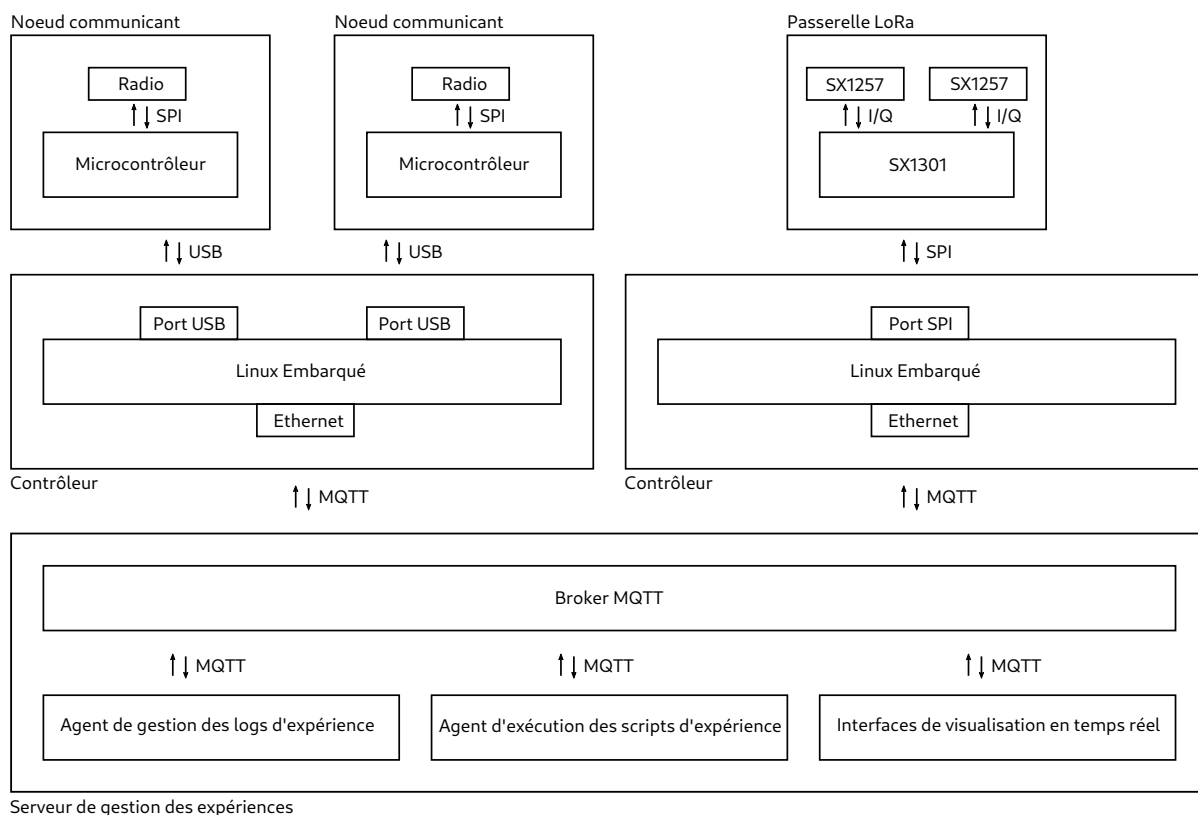 Noeud communicant
Noeud communicant
Passerelle LoRa
Radio
Radio
SX1257
SX1257
SPI
SPI
I/Q
I/Q
Microcontrôleur
Microcontrôleur
SX1301
USB
USB
SPI
Port USB
Port USB
Port SPI
Linux Embarqué
Linux Embarqué
Ethernet
Ethernet
Contrôleur
Contrôleur
MQTT
MQTT
Broker MQTT
MQTT
MQTT
MQTT
Agent de gestion des logs d'expérience
Agent d'exécution des scripts d'expérience
Interfaces de visualisation en temps réel
Serveur de gestion des expériences